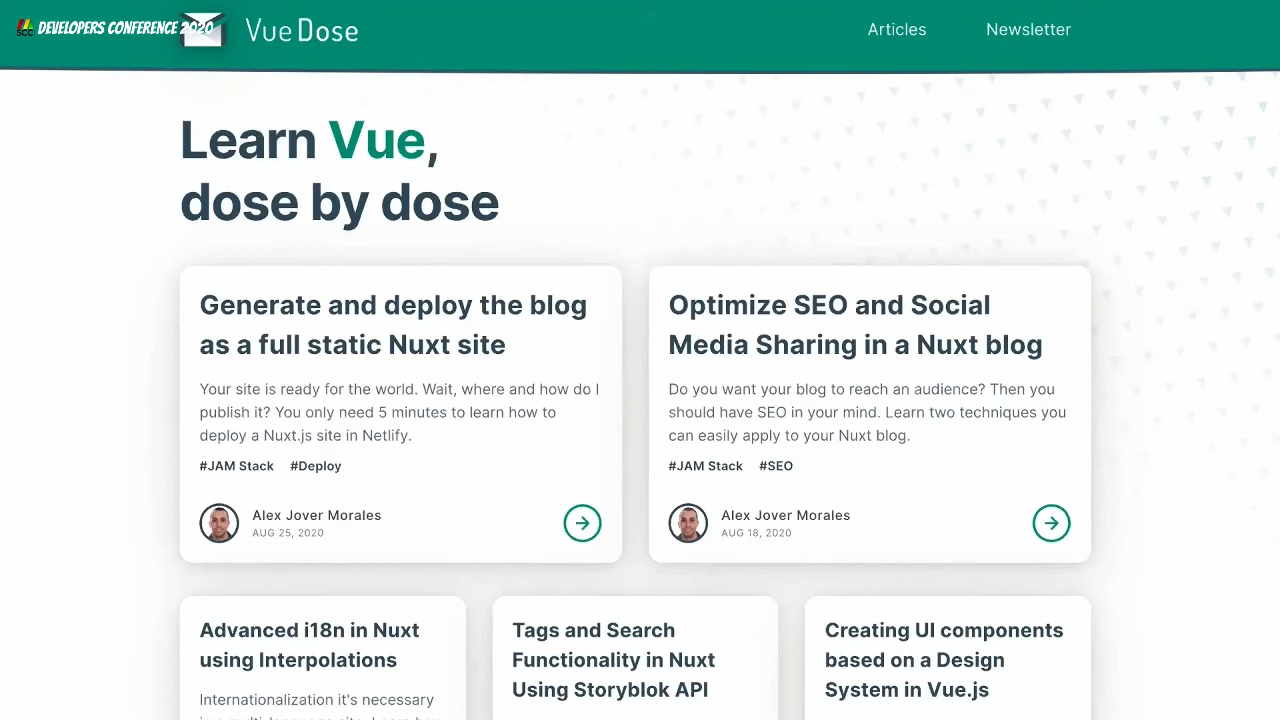 SCC DEVELOPERS CONFERENCE 2020
Vue Dose
Articles
Newsletter
Learn Vue,
dose by dose
Generate and deploy the blog
as a full static Nuxt site
Your site is ready for the world. Wait, where and how do I
publish it? You only need 5 minutes to learn how to
deploy a Nuxt.js site in Netlify.
#JAM Stack #Deploy
Alex Jover Morales
AUG 25, 2020
Optimize SEO and Social
Media Sharing in a Nuxt blog
Do you want your blog to reach an audience? Then you
should have SEO in your mind. Learn two techniques you
can easily apply to your Nuxt blog.
#JAM Stack #SEO
Alex Jover Morales
AUG 18, 2020
Advanced i18n in Nuxt
using Interpolations
Internationalization it's necessary
Tags and Search
Functionality in Nuxt
Using Storyblok API
Creating UI components
based on a Design
System in Vue.js